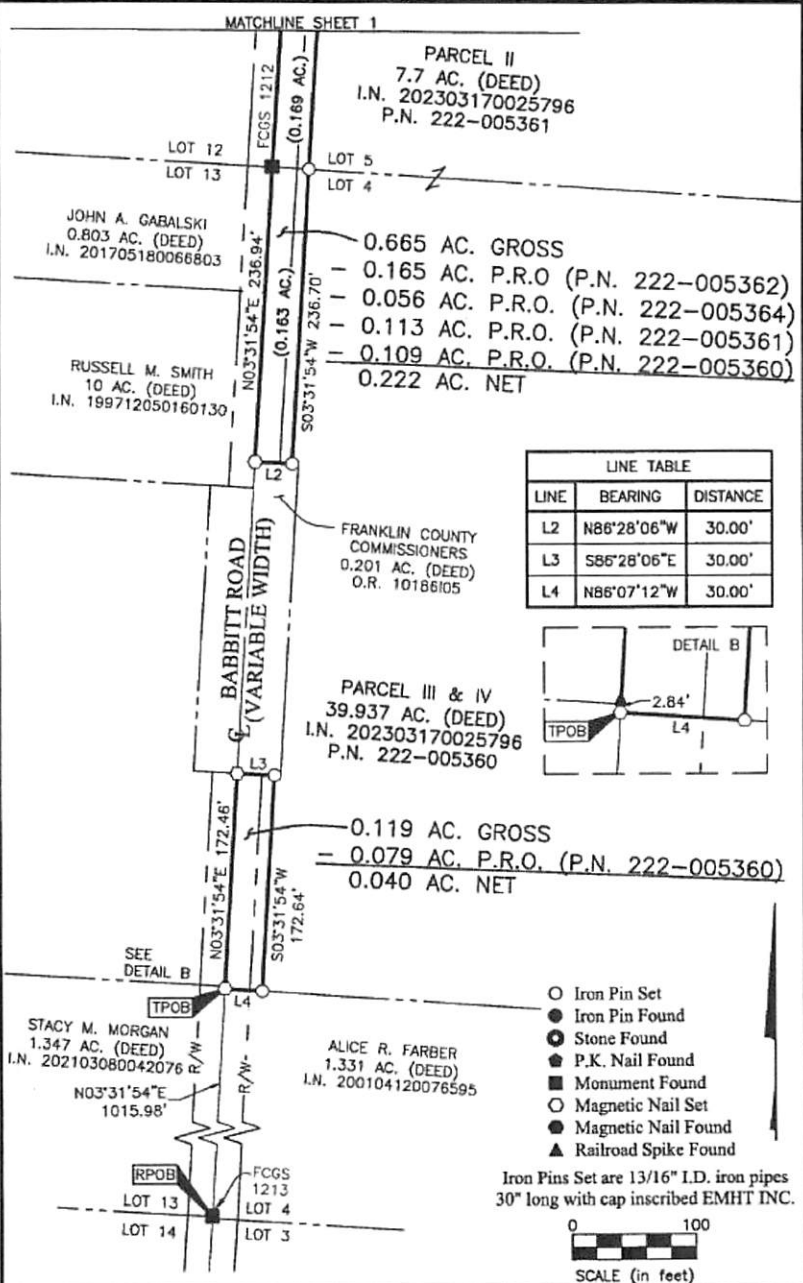 MATCHLINE SHEET 1
PARCEL II
7.7 AC. (DEED)
I.N. 202303170025796
P.N. 222-005361
FCGS 1212
(0.169 AC.)
LOT 12
LOT 13
LOT 5
LOT 4
JOHN A. GABALSKI
0.803 AC. (DEED)
I.N. 201705180066803
N03°31'54"E 236.94'
(0.163 AC.)
S03°31'54"W 236.70'
0.665 AC. GROSS
- 0.165 AC. P.R.O (P.N. 222-005362)
- 0.056 AC. P.R.O. (P.N. 222-005364)
- 0.113 AC. P.R.O. (P.N. 222-005361)
- 0.109 AC. P.R.O. (P.N. 222-005360)
0.222 AC. NET
RUSSELL M. SMITH
10 AC. (DEED)
I.N. 199712050160130
L2
LINE TABLE
LINE BEARING DISTANCE
L2 N86°28'06"W 30.00'
L3 S86°28'06"E 30.00'
L4 N86°07'12"W 30.00'
FRANKLIN COUNTY
COMMISSIONERS
0.201 AC. (DEED)
O.R. 10186I05
BABBITT ROAD
(VARIABLE WIDTH)
℄
DETAIL B
2.84'
TPOB
L4
PARCEL III & IV
39.937 AC. (DEED)
I.N. 202303170025796
P.N. 222-005360
L3
N03°31'54"E 172.46'
S03°31'54"W
172.64'
0.119 AC. GROSS
- 0.079 AC. P.R.O. (P.N. 222-005360)
0.040 AC. NET
SEE
DETAIL B
TPOB
L4
STACY M. MORGAN
1.347 AC. (DEED)
I.N. 202103080042076
R/W
R/W
ALICE R. FARBER
1.331 AC. (DEED)
I.N. 200104120076595
N03°31'54"E
1015.98'
RPOB
FCGS
1213
LOT 13
LOT 14
LOT 4
LOT 3
Iron Pin Set
Iron Pin Found
Stone Found
P.K. Nail Found
Monument Found
Magnetic Nail Set
Magnetic Nail Found
Railroad Spike Found
Iron Pins Set are 13/16" I.D. iron pipes
30" long with cap inscribed EMHT INC.
0 100
SCALE (in feet)